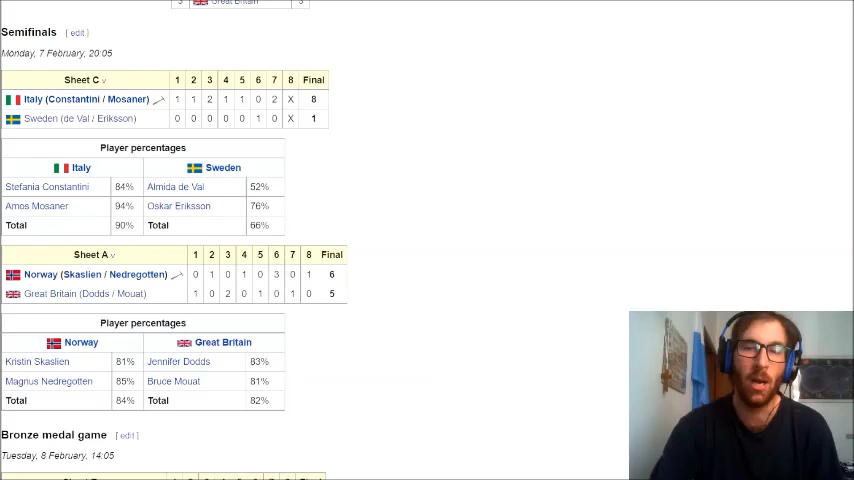 3 Great Britain 3
Semifinals [ edit ]
Monday, 7 February, 20:05
Sheet C v 1 2 3 4 5 6 7 8 Final
Italy (Constantini / Mosaner) 1 1 2 1 1 0 2 X 8
Sweden (de Val / Eriksson) 0 0 0 0 0 1 0 X 1
Player percentages
Italy Sweden
Stefania Constantini 84% Almida de Val 52%
Amos Mosaner 94% Oskar Eriksson 76%
Total 90% Total 66%
Sheet A v 1 2 3 4 5 6 7 8 Final
Norway (Skaslien / Nedregotten) 0 1 0 1 0 3 0 1 6
Great Britain (Dodds / Mouat) 1 0 2 0 1 0 1 0 5
Player percentages
Norway Great Britain
Kristin Skaslien 81% Jennifer Dodds 83%
Magnus Nedregotten 85% Bruce Mouat 81%
Total 84% Total 82%
Bronze medal game [ edit ]
Tuesday, 8 February, 14:05